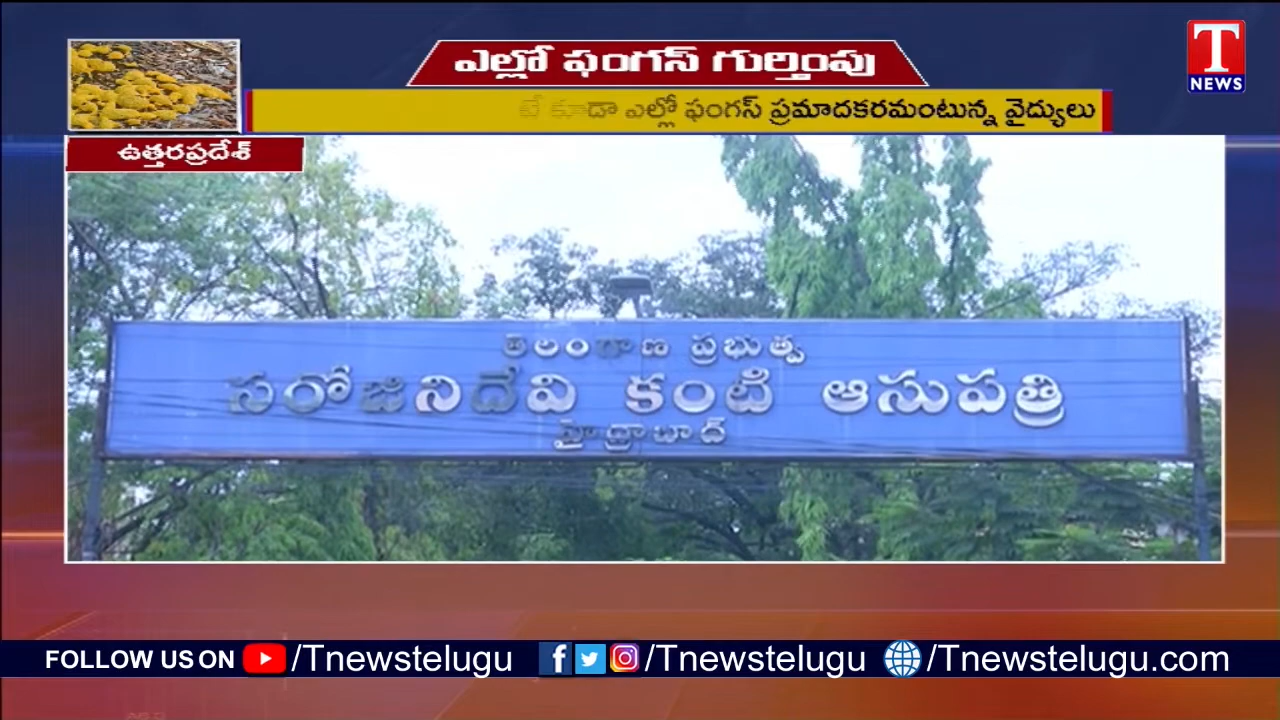 ఎల్లో ఫంగస్ గుర్తింపు
T
NEWS
కూడా ఎల్లో ఫంగస్ ప్రమాదకరమంటున్న వైద్యులు
ఉత్తరప్రదేశ్
తెలంగాణ ప్రభుత్వ
సరోజినిదేవి కంటి ఆసుపత్రి
హైద్రాబాద్
FOLLOW US ON /Tnewstelugu /Tnewstelugu /Tnewstelugu.com